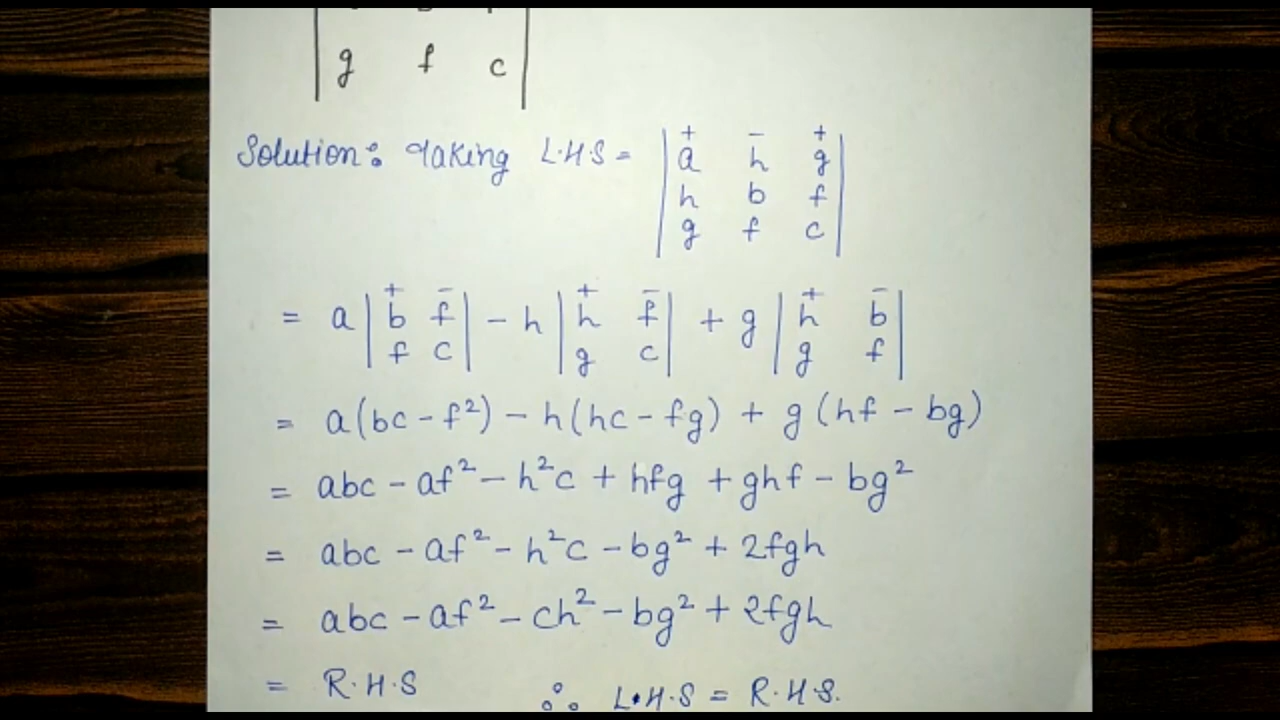 | g f c |
Solution: Taking L.H.S = | a h g |
| h b f |
| g f c |
= a | b f | - h | h f | + g | h b |
| f c | | g c | | g f |
= a(bc - f²) - h(hc - fg) + g(hf - bg)
= abc - af² - h²c + hfg + ghf - bg²
= abc - af² - h²c - bg² + 2fgh
= abc - af² - ch² - bg² + 2fgh
= R.H.S ∴ L.H.S = R.H.S.